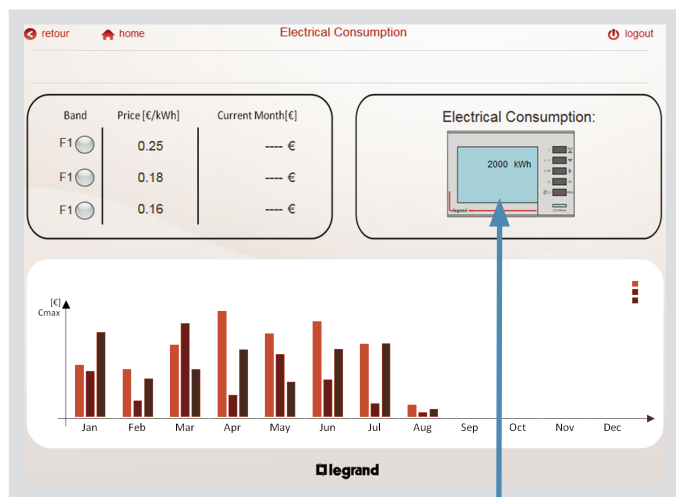 retour home Electrical Consumption logout
Band Price [€/kWh] Current Month[€]
F1 0.25 ---- €
F1 0.18 ---- €
F1 0.16 ---- €
Electrical Consumption:
2000 kWh
legrand
[€]
Cmax
Jan Feb Mar Apr May Jun Jul Aug Sep Oct Nov Dec
legrand